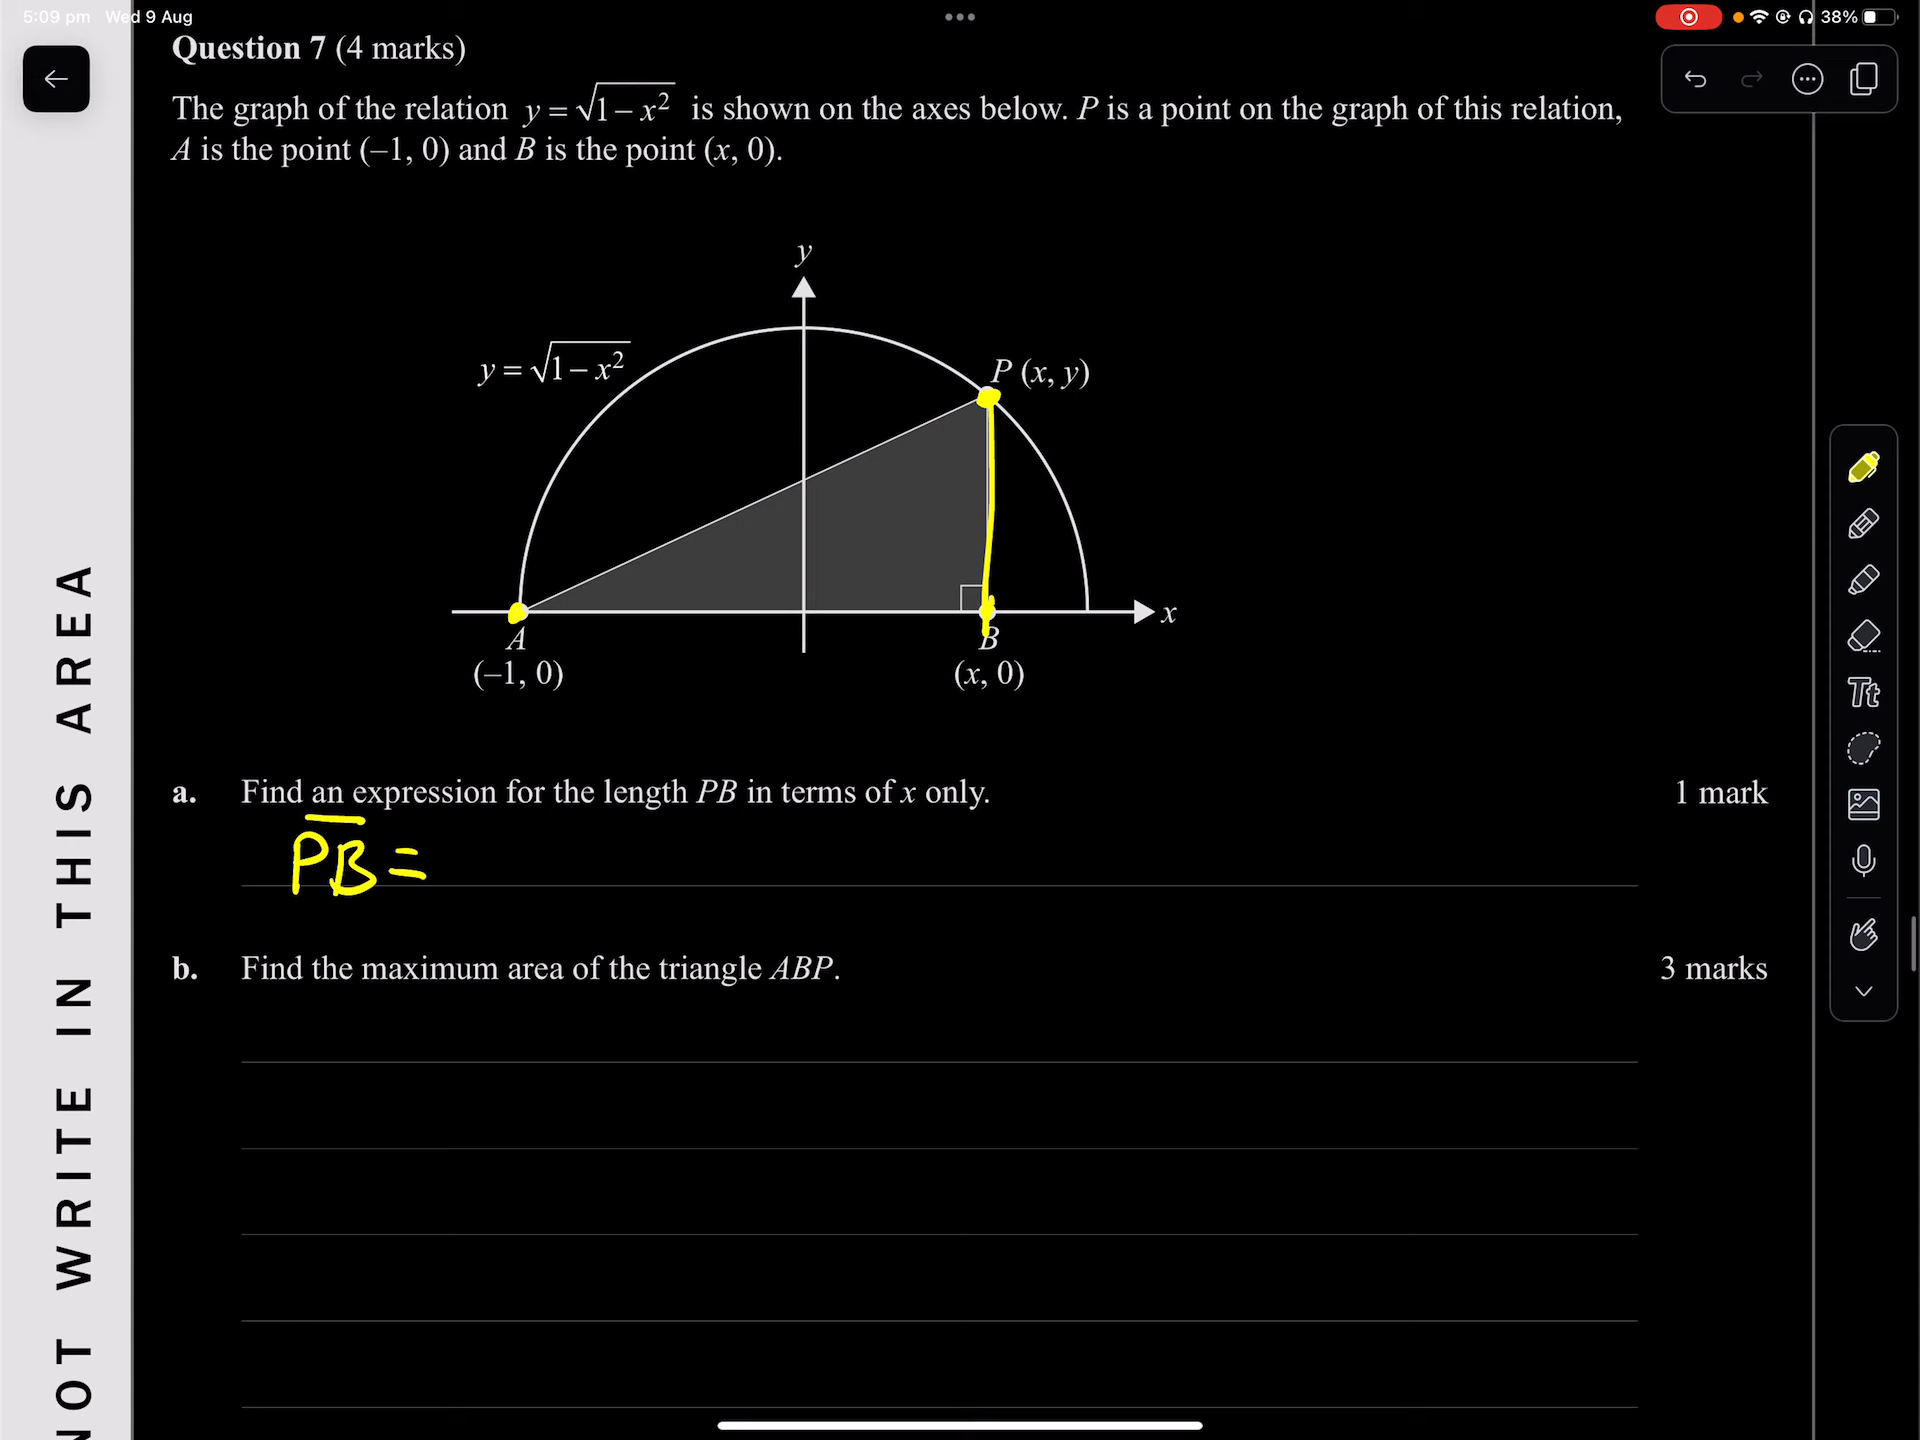 5:09 pm Wed 9 Aug
38%
Question 7 (4 marks)
The graph of the relation y = √1 – x² is shown on the axes below. P is a point on the graph of this relation,
A is the point (–1, 0) and B is the point (x, 0).
y
y = √1 – x²
P (x, y)
x
A
B
(–1, 0)
(x, 0)
a. Find an expression for the length PB in terms of x only. 1 mark
PB =
b. Find the maximum area of the triangle ABP. 3 marks
NOT WRITE IN THIS AREA
Tt